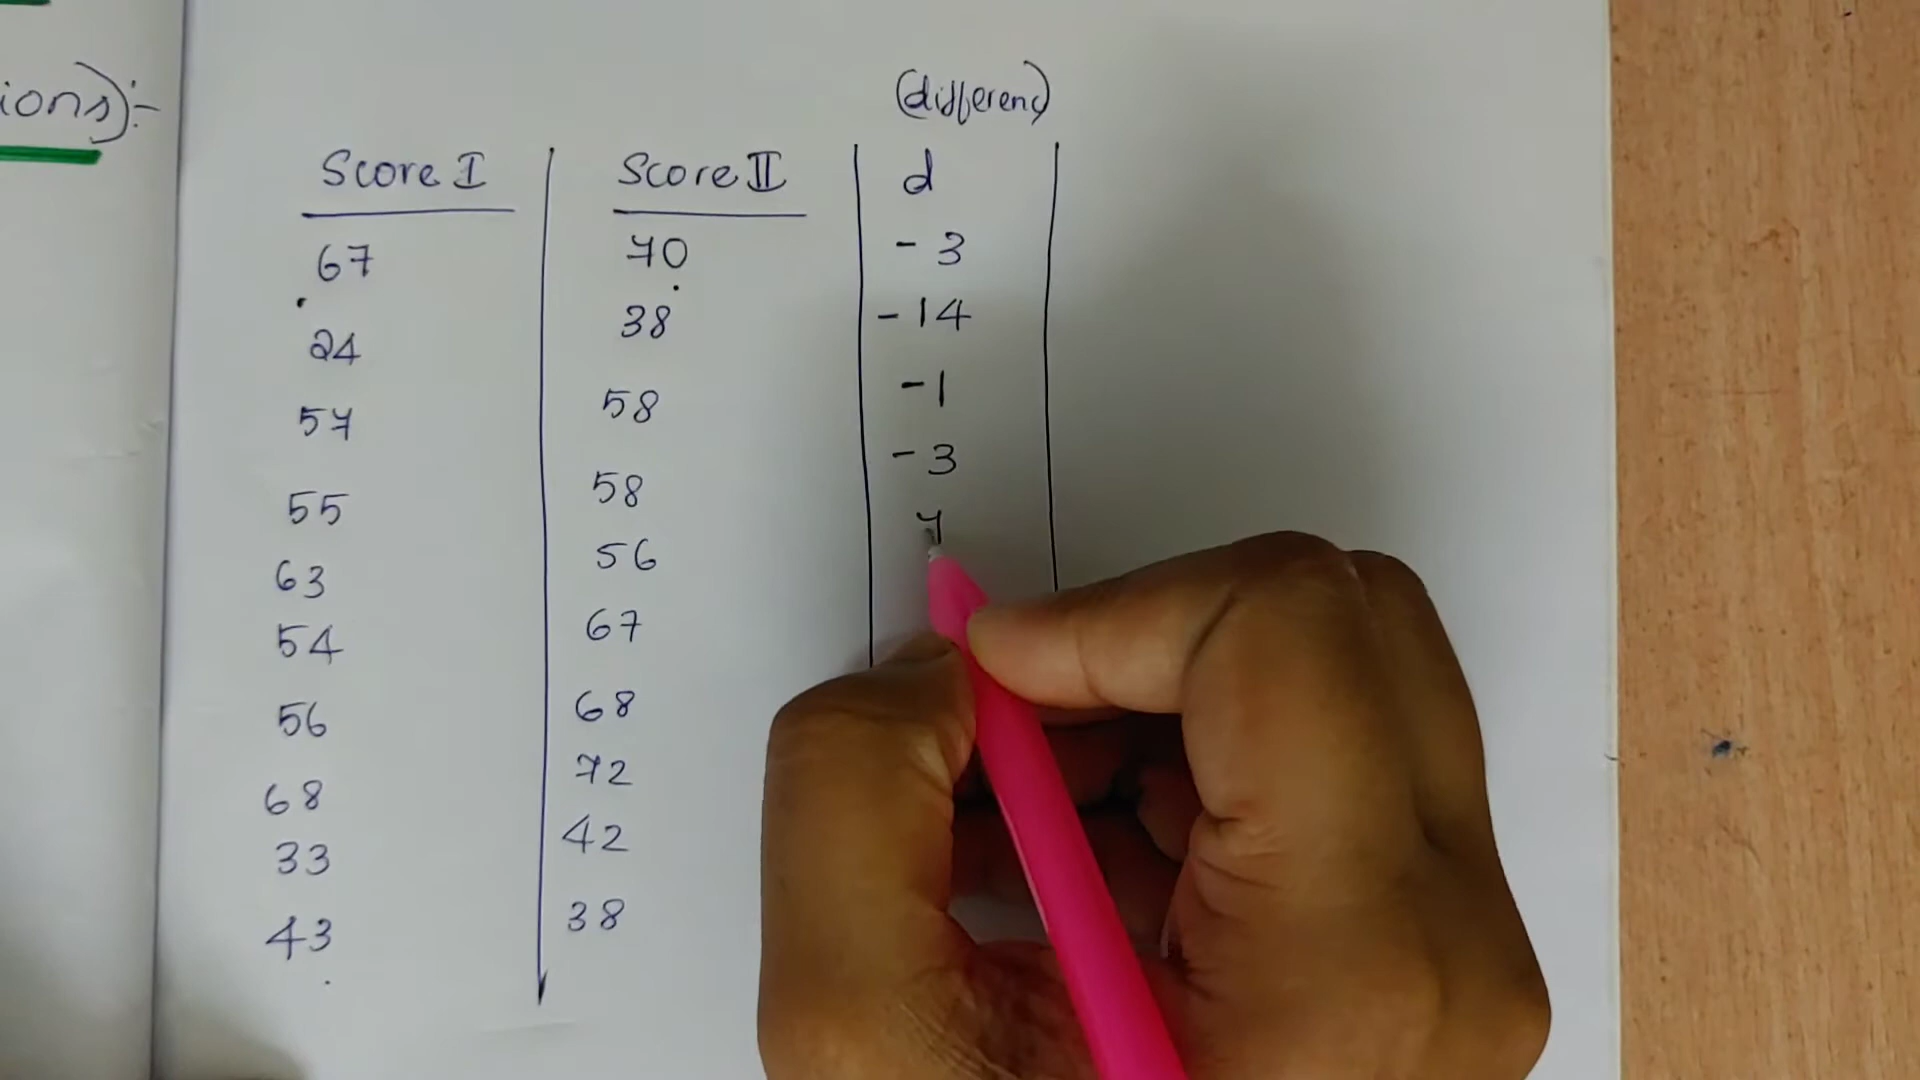 (differenc)
ions):-
Score I Score II d
67 70 -3
24 38 -14
57 58 -1
55 58 -3
63 56 7
54 67
56 68
68 72
33 42
43 38